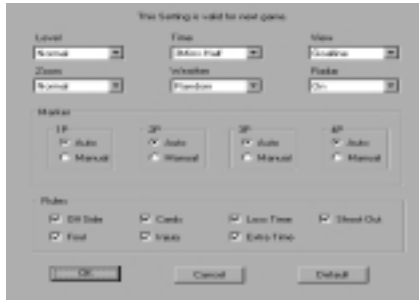 This Setting is valid for next game.
Level Time View
Normal Half Goalline
Zoom Weather Radar
Normal Random On
Marker
1P 2P 3P 4P
Auto Auto Auto Auto
Manual Manual Manual Manual
Rules
Off Side Cards Loss Time Shoot Out
Foul Injury Extra Time
OK Cancel Default